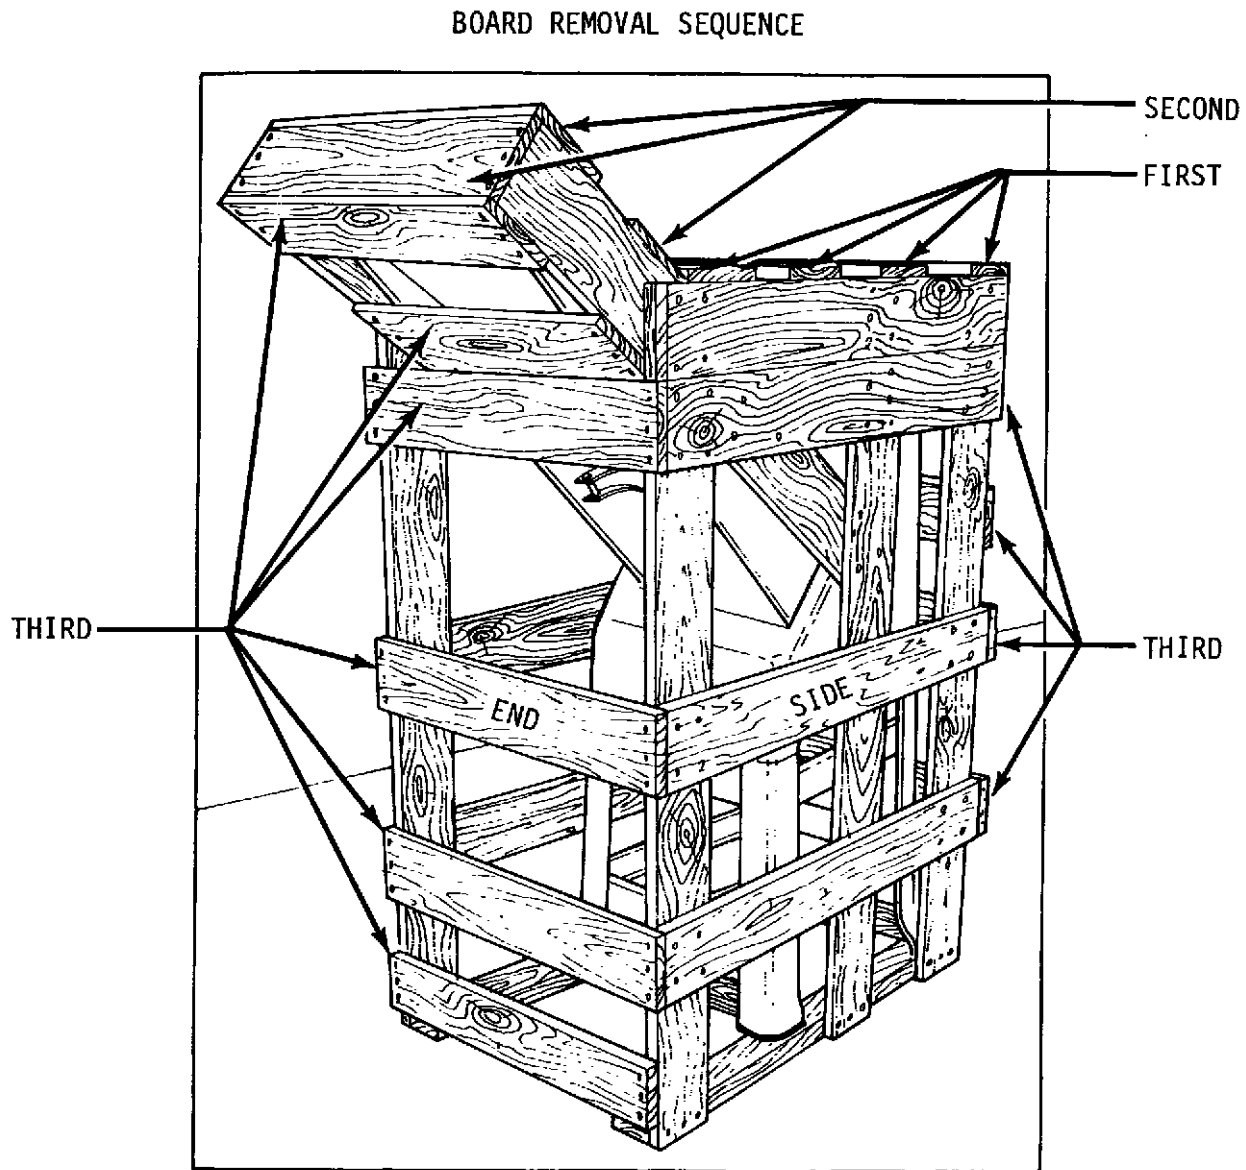 BOARD REMOVAL SEQUENCE
SECOND
FIRST
THIRD
THIRD
END
SIDE